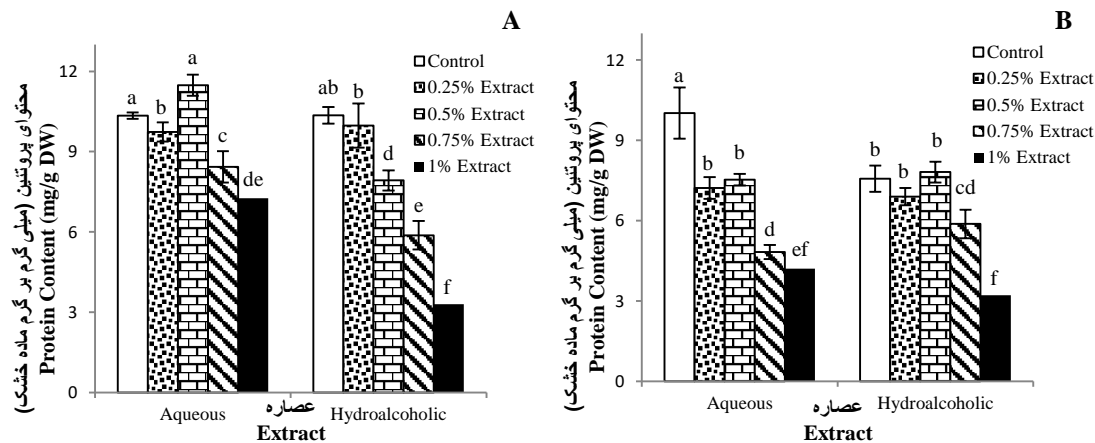 A
محتوای پروتئین (میلی گرم بر گرم ماده خشک)
Protein Content (mg/g DW)
12
9
6
3
0
Control
0.25% Extract
0.5% Extract
0.75% Extract
1% Extract
a
b
a
c
de
ab
b
d
e
f
Aqueous
Hydroalcoholic
عصاره
Extract
B
محتوای پروتئین (میلی گرم بر گرم ماده خشک)
Protein Content (mg/g DW)
12
9
6
3
0
Control
0.25% Extract
0.5% Extract
0.75% Extract
1% Extract
a
b
b
d
ef
b
b
b
cd
f
Aqueous
Hydroalcoholic
عصاره
Extract